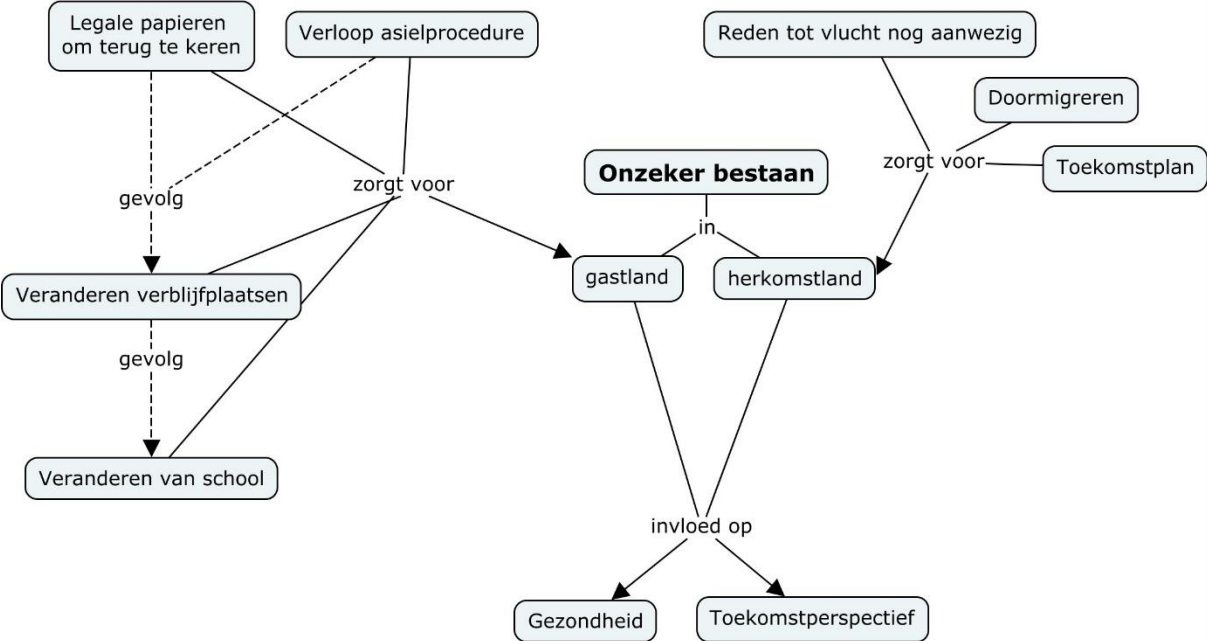 Legale papieren
om terug te keren
Verloop asielprocedure
Reden tot vlucht nog aanwezig
Doormigreren
zorgt voor
Toekomstplan
Onzeker bestaan
zorgt voor
gevolg
in
gastland
herkomstland
Veranderen verblijfplaatsen
gevolg
Veranderen van school
invloed op
Gezondheid
Toekomstperspectief